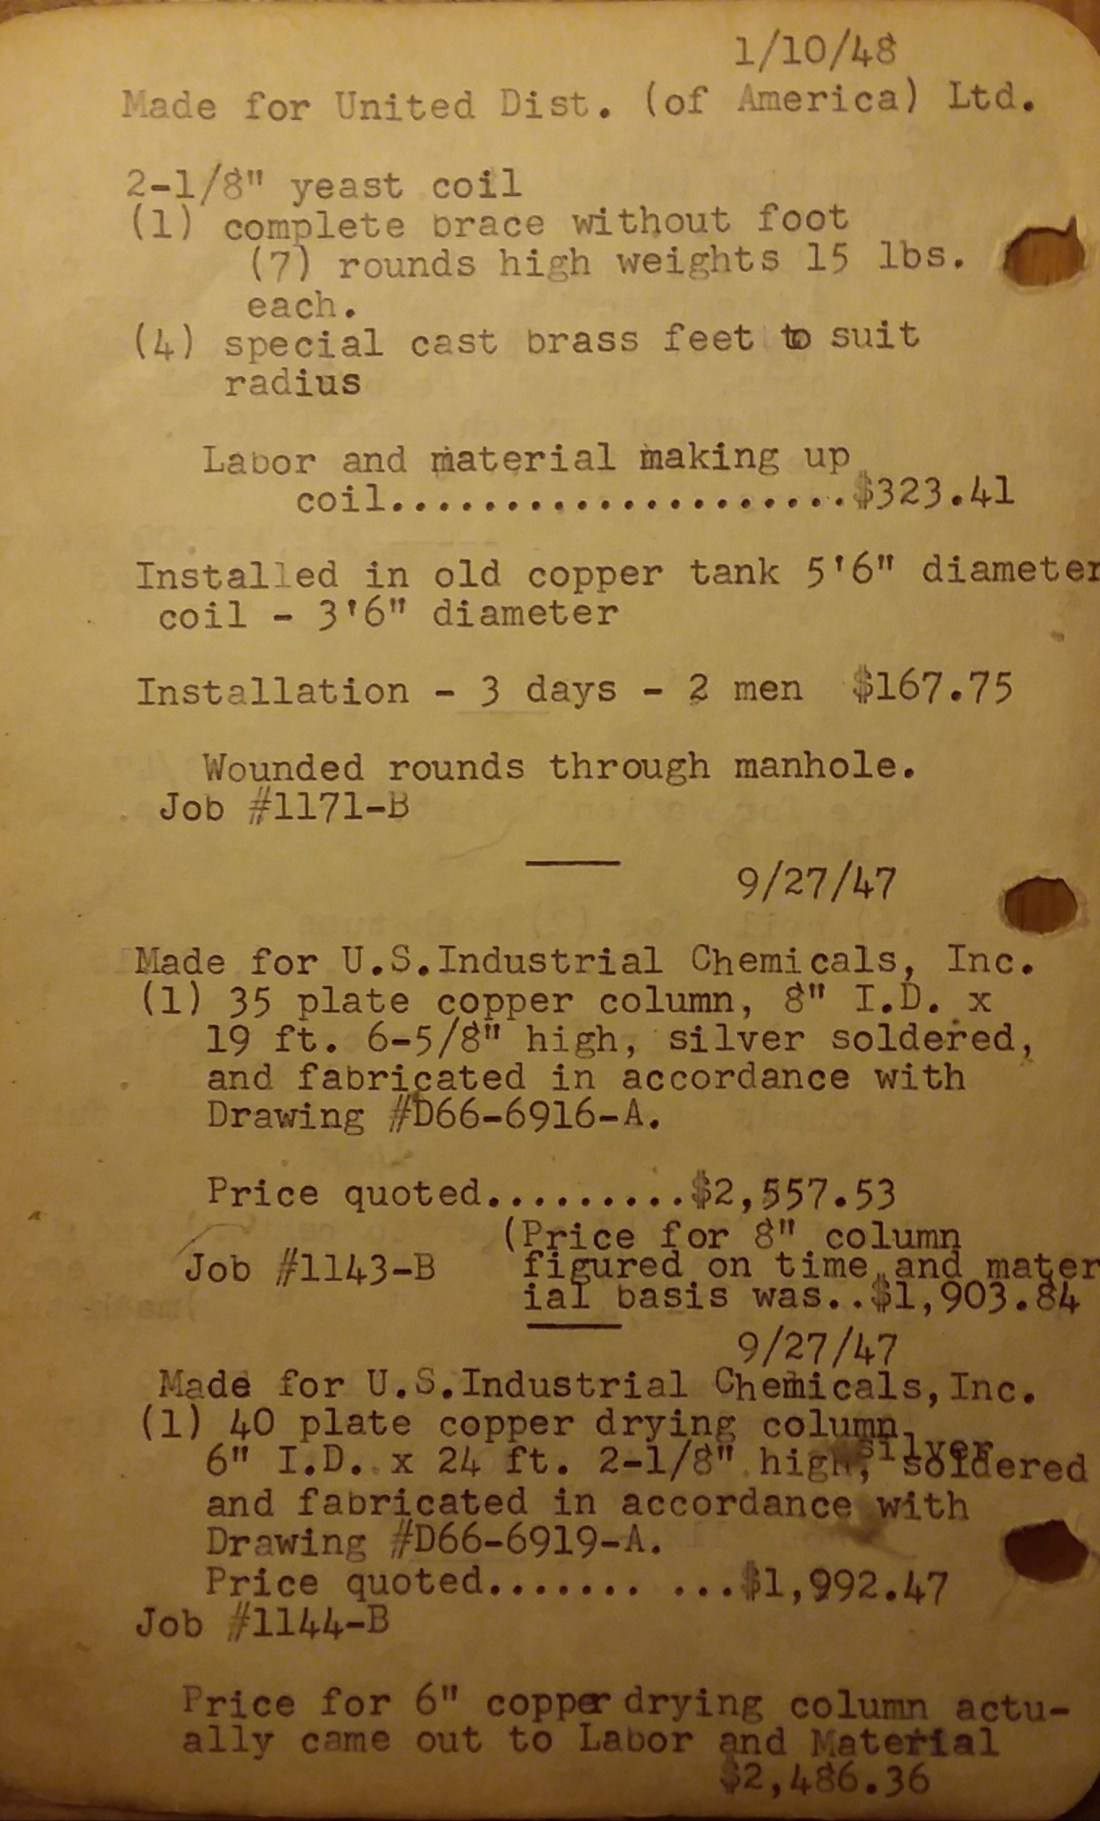 1/10/48
Made for United Dist. (of America) Ltd.
2-1/8" yeast coil
(1) complete brace without foot
(7) rounds high weights 15 lbs.
each.
(4) special cast brass feet to suit
radius
Labor and material making up
coil....................$323.41
Installed in old copper tank 5'6" diameter
coil - 3'6" diameter
Installation - 3 days - 2 men $167.75
Wounded rounds through manhole.
Job #1171-B
9/27/47
Made for U.S.Industrial Chemicals, Inc.
(1) 35 plate copper column, 8" I.D. x
19 ft. 6-5/8" high, silver soldered,
and fabricated in accordance with
Drawing #D66-6916-A.
Price quoted.........$2,557.53
(Price for 8" column
Job #1143-B figured on time and mater
ial basis was..$1,903.84
9/27/47
Made for U.S.Industrial Chemicals,Inc.
(1) 40 plate copper drying column,
6" I.D. x 24 ft. 2-1/8" high, silver soldered
and fabricated in accordance with
Drawing #D66-6919-A.
Price quoted....... ...$1,992.47
Job #1144-B
Price for 6" copper drying column actu-
ally came out to Labor and Material
$2,486.36